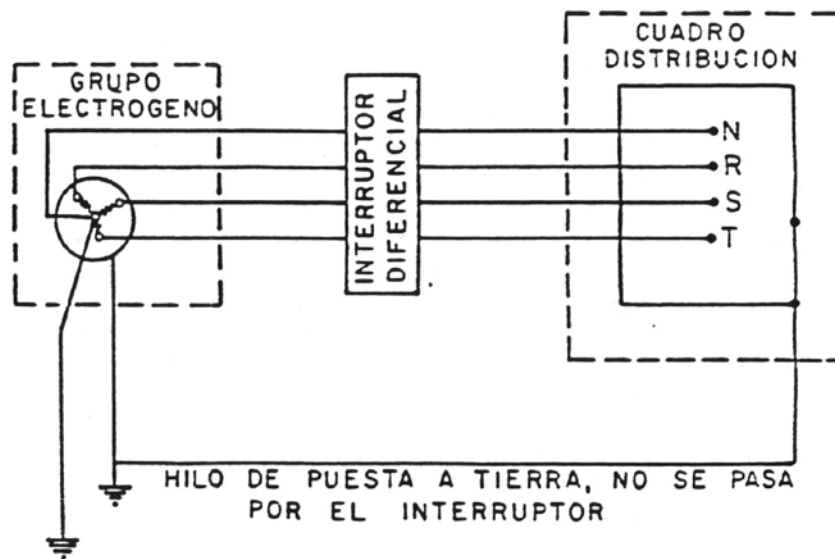 GRUPO
ELECTROGENO
INTERRUPTOR
DIFERENCIAL
CUADRO
DISTRIBUCION
N
R
S
T
HILO DE PUESTA A TIERRA, NO SE PASA
POR EL INTERRUPTOR